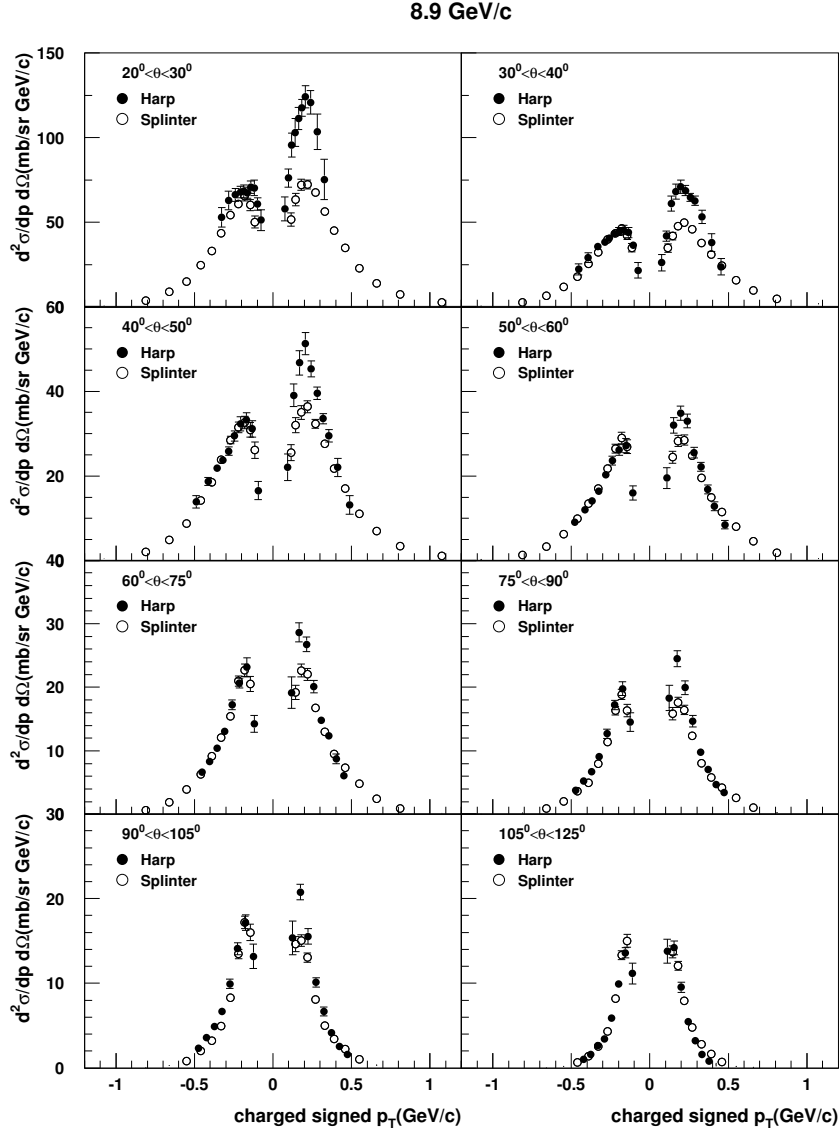 8.9 GeV/c
d²σ/dp dΩ(mb/sr GeV/c)
150
100
50
60
20⁰<θ<30⁰
Harp
Splinter
30⁰<θ<40⁰
Harp
Splinter
d²σ/dp dΩ(mb/sr GeV/c)
40
20
40
40⁰<θ<50⁰
Harp
Splinter
50⁰<θ<60⁰
Harp
Splinter
d²σ/dp dΩ(mb/sr GeV/c)
30
20
10
30
60⁰<θ<75⁰
Harp
Splinter
75⁰<θ<90⁰
Harp
Splinter
d²σ/dp dΩ(mb/sr GeV/c)
20
10
0
90⁰<θ<105⁰
Harp
Splinter
105⁰<θ<125⁰
Harp
Splinter
-1 -0.5 0 0.5 1
-1 -0.5 0 0.5 1
charged signed p_T(GeV/c)
charged signed p_T(GeV/c)